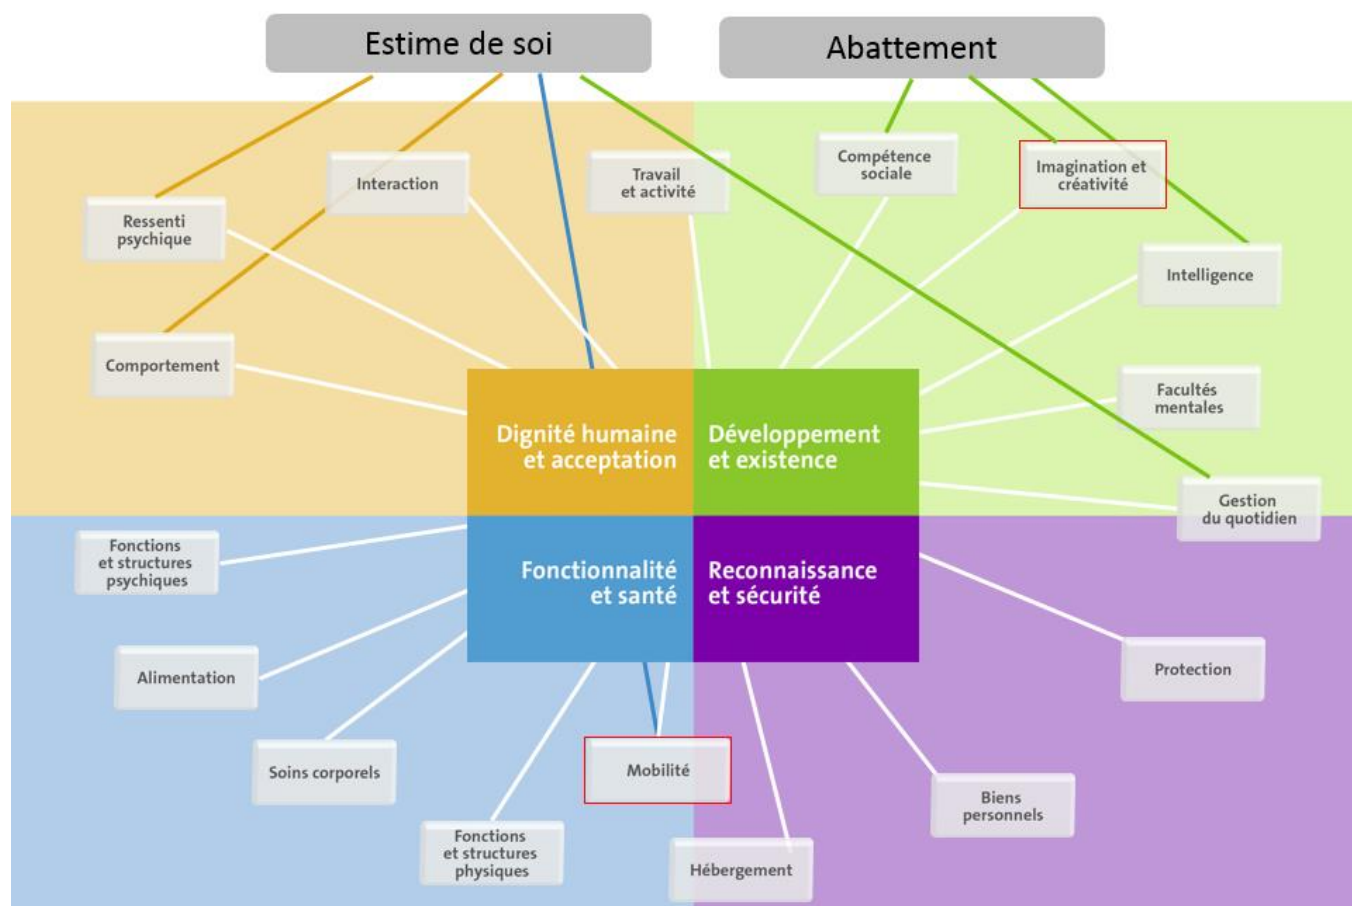 Estime de soi
Abattement
Interaction
Travail
et activité
Compétence
sociale
Imagination et
créativité
Ressenti
psychique
Intelligence
Comportement
Facultés
mentales
Dignité humaine
et acceptation
Développement
et existence
Gestion
du quotidien
Fonctions
et structures
psychiques
Fonctionnalité
et santé
Reconnaissance
et sécurité
Alimentation
Protection
Soins corporels
Mobilité
Biens
personnels
Fonctions
et structures
physiques
Hébergement